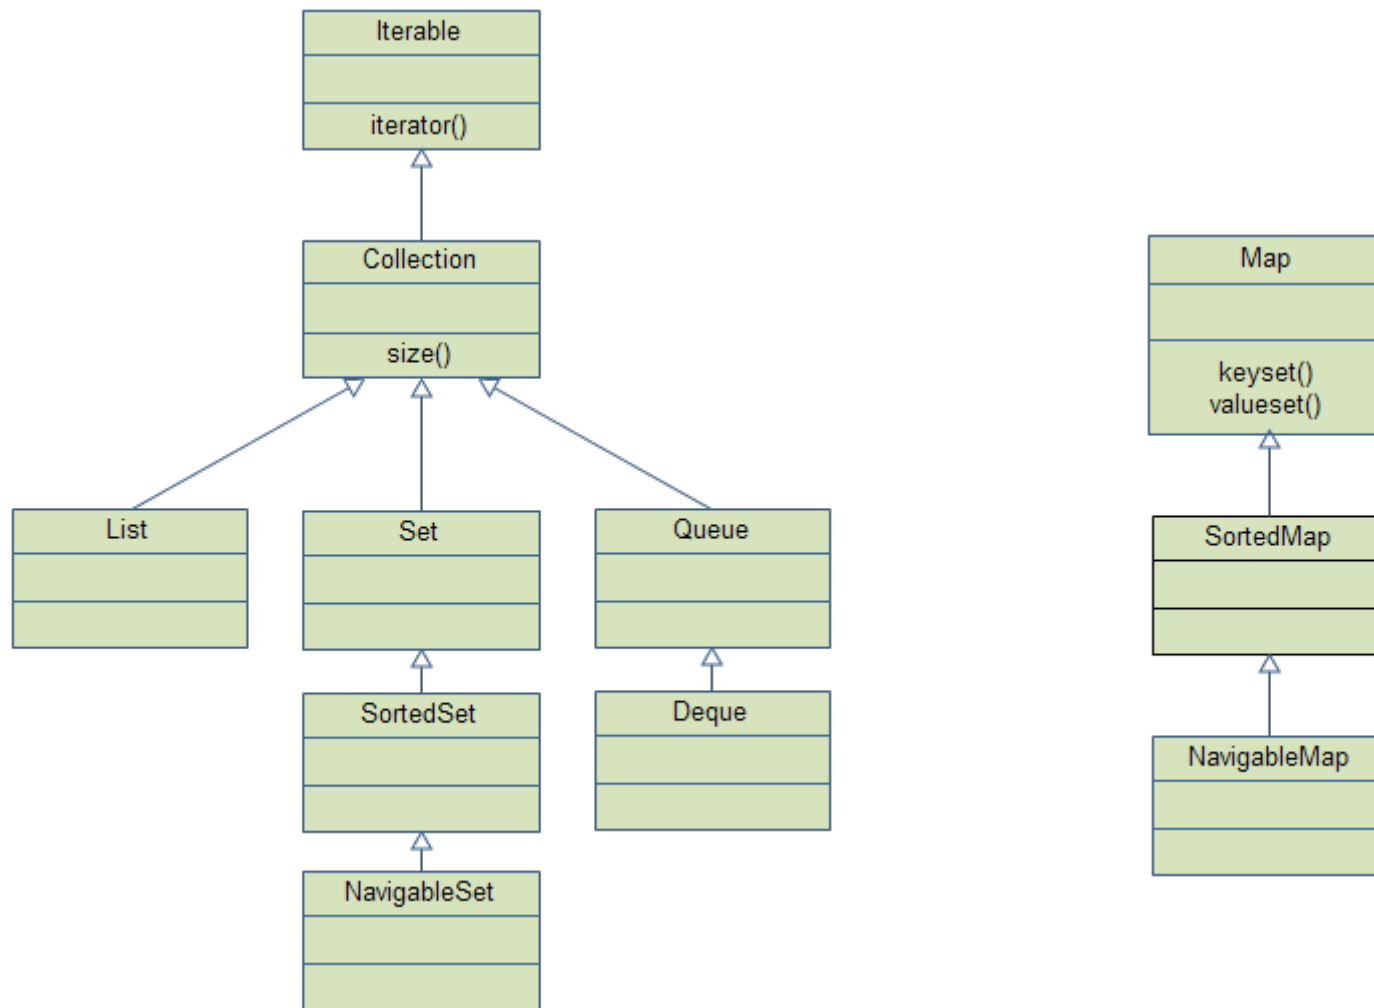 Iterable
iterator()
Collection
size()
Map
keyset()
valueset()
List
Set
Queue
SortedMap
SortedSet
Deque
NavigableMap
NavigableSet